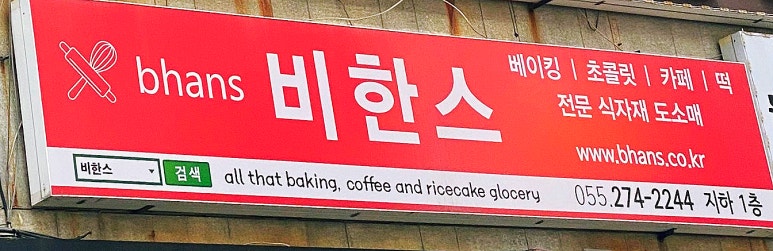 bhans 비한스
베이킹 | 초콜릿 | 카페 | 떡
전문 식자재 도소매
www.bhans.co.kr
비한스 검색 all that baking, coffee and ricecake glocery 055.274-2244 지하 1층